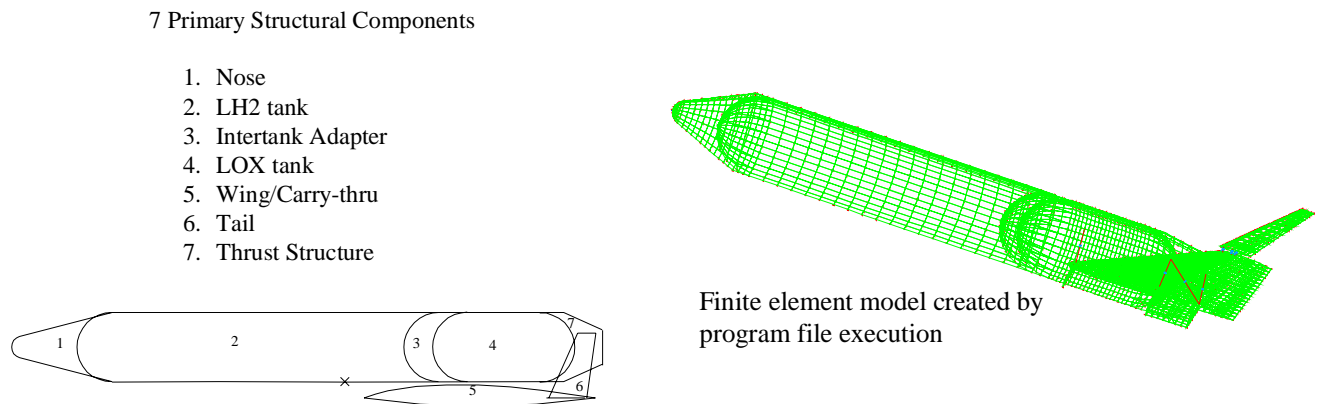 7 Primary Structural Components
1. Nose
2. LH2 tank
3. Intertank Adapter
4. LOX tank
5. Wing/Carry-thru
6. Tail
7. Thrust Structure
Finite element model created by
program file execution
1
2
3
4
5
6
7